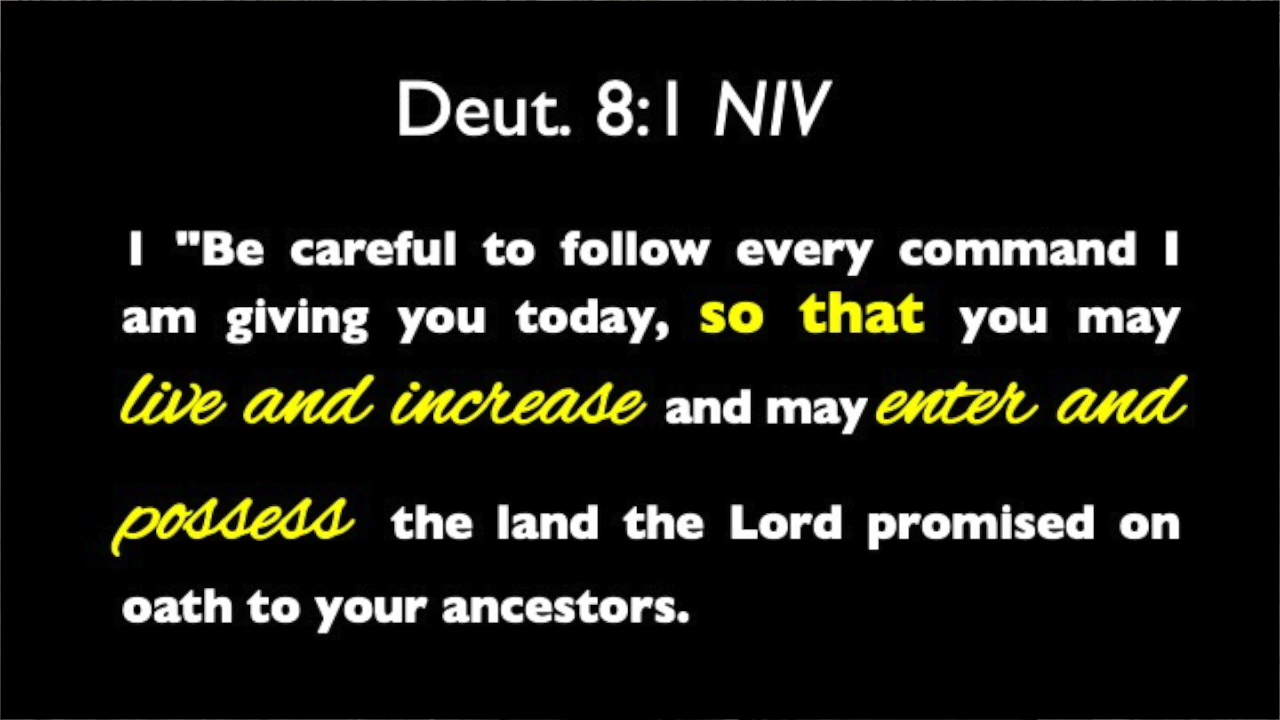 Deut. 8:1 NIV
1 "Be careful to follow every command I
am giving you today, so that you may
live and increase and may enter and
possess the land the Lord promised on
oath to your ancestors.